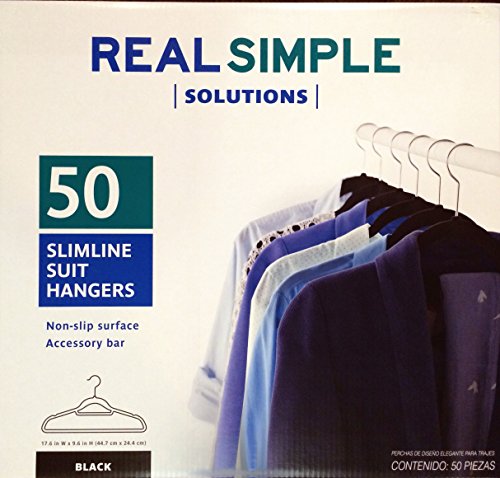 REAL SIMPLE
| SOLUTIONS |
50
SLIMLINE
SUIT
HANGERS
Non-slip surface
Accessory bar
17.6 in W x 9.6 in H (44.7 cm x 24.4 cm)
BLACK
PERCHAS DE DISEÑO ELEGANTE PARA TRAJES
CONTENIDO: 50 PIEZAS